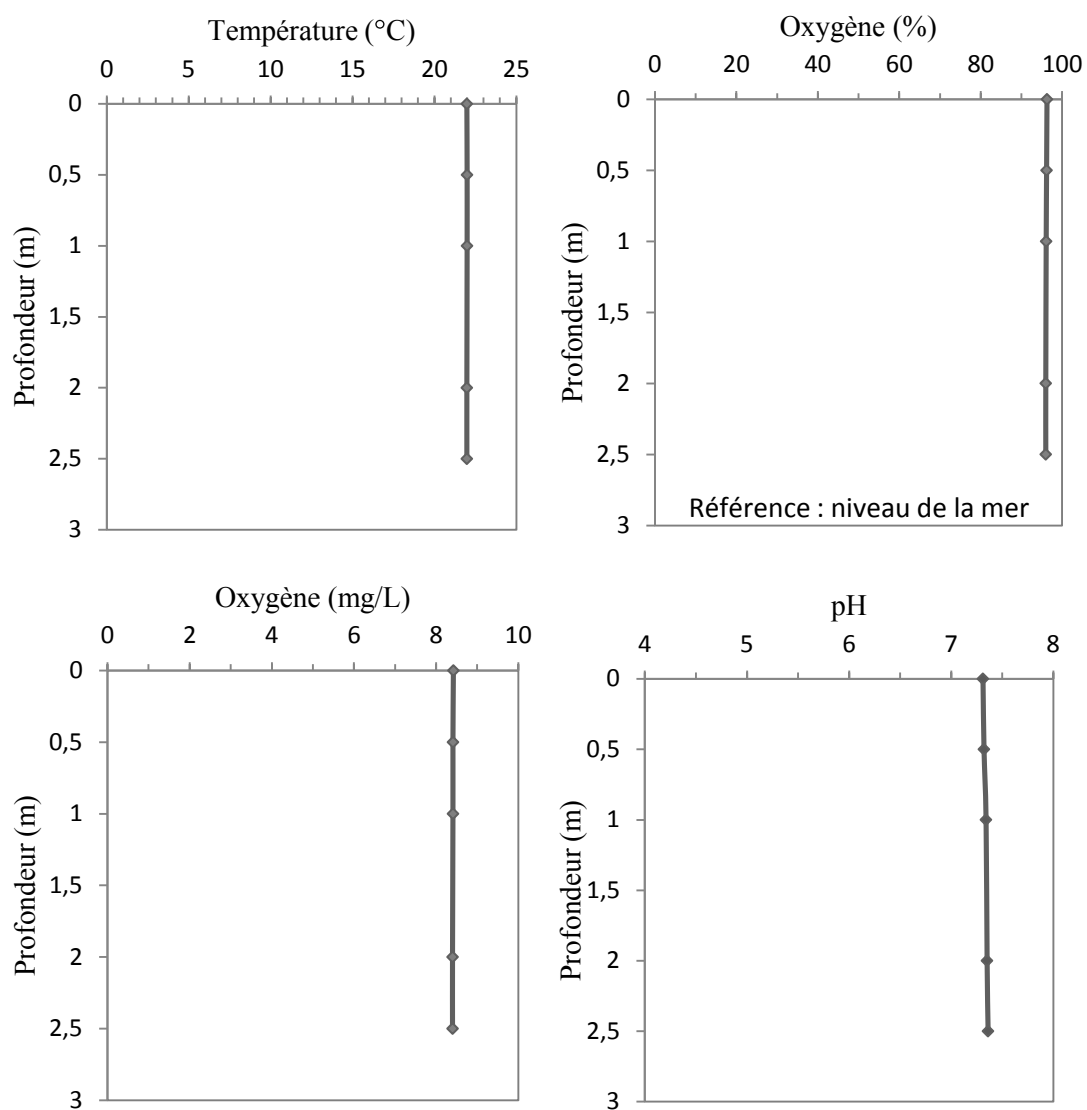 Température (°C)
0 5 10 15 20 25
Profondeur (m)
0
0,5
1
1,5
2
2,5
3
Oxygène (%)
0 20 40 60 80 100
Profondeur (m)
0
0,5
1
1,5
2
2,5
3
Référence : niveau de la mer
Oxygène (mg/L)
0 2 4 6 8 10
Profondeur (m)
0
0,5
1
1,5
2
2,5
3
pH
4 5 6 7 8
Profondeur (m)
0
0,5
1
1,5
2
2,5
3